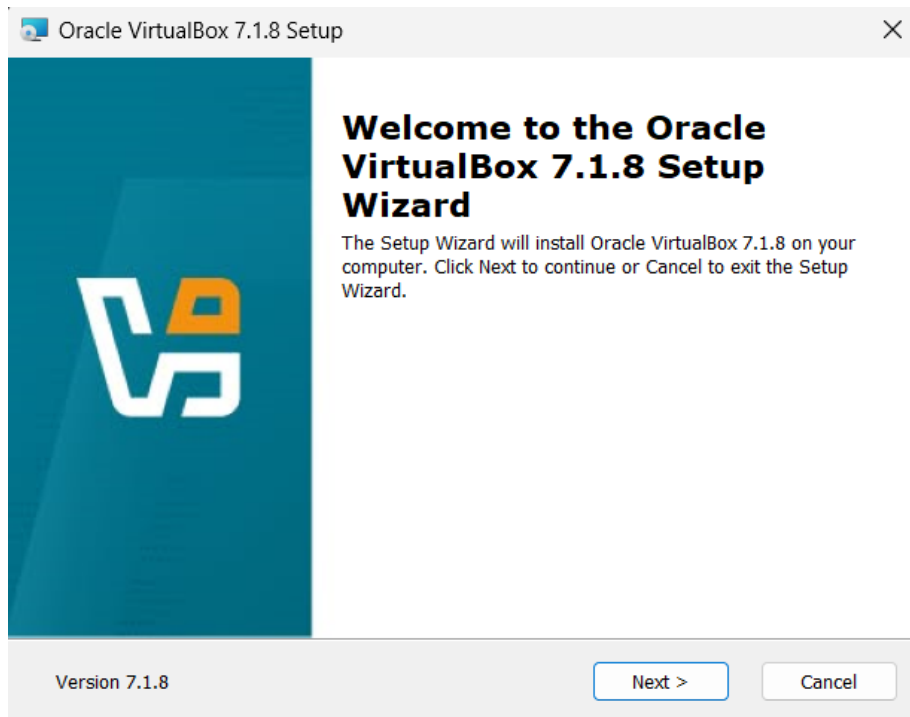 Oracle VirtualBox 7.1.8 Setup
Welcome to the Oracle
VirtualBox 7.1.8 Setup
Wizard
The Setup Wizard will install Oracle VirtualBox 7.1.8 on your
computer. Click Next to continue or Cancel to exit the Setup
Wizard.
Version 7.1.8
Next >
Cancel